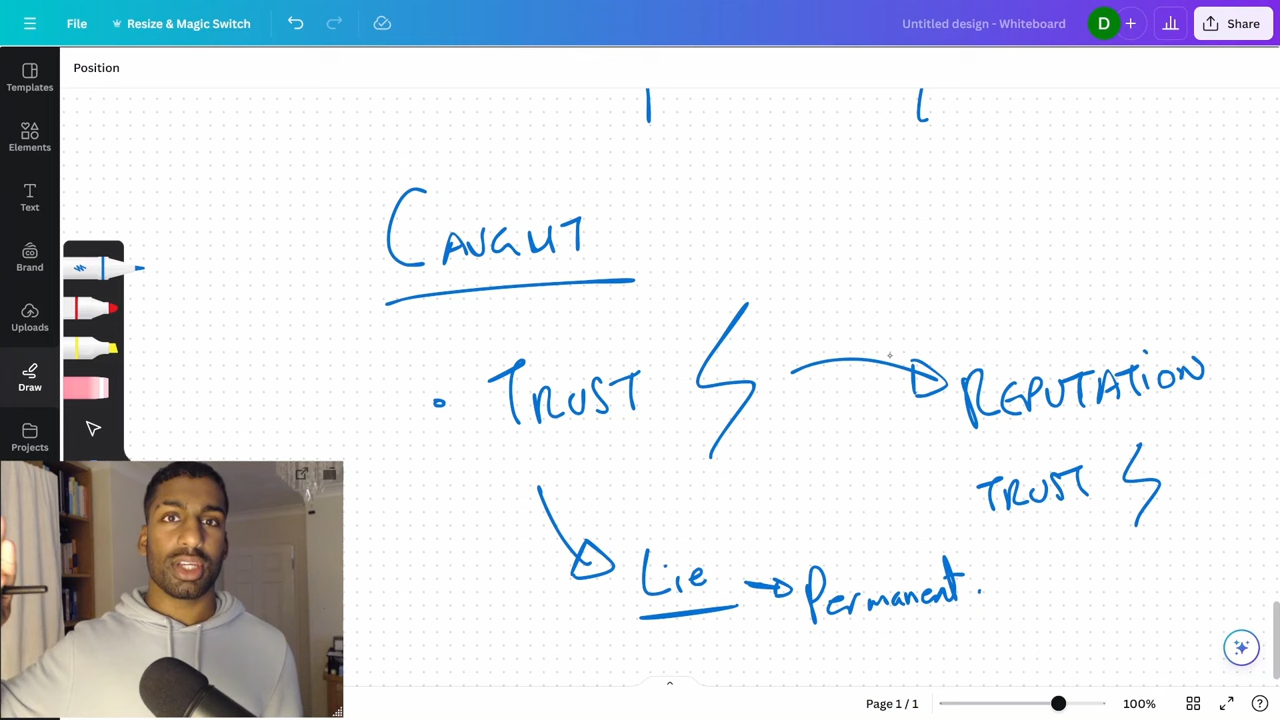 File
Resize & Magic Switch
Untitled design - Whiteboard
D
Share
Position
Templates
Elements
Text
Brand
Uploads
Draw
Projects
CAUGHT
TRUST
REPUTATION
TRUST
Lie
Permanent.
Page 1 / 1
100%